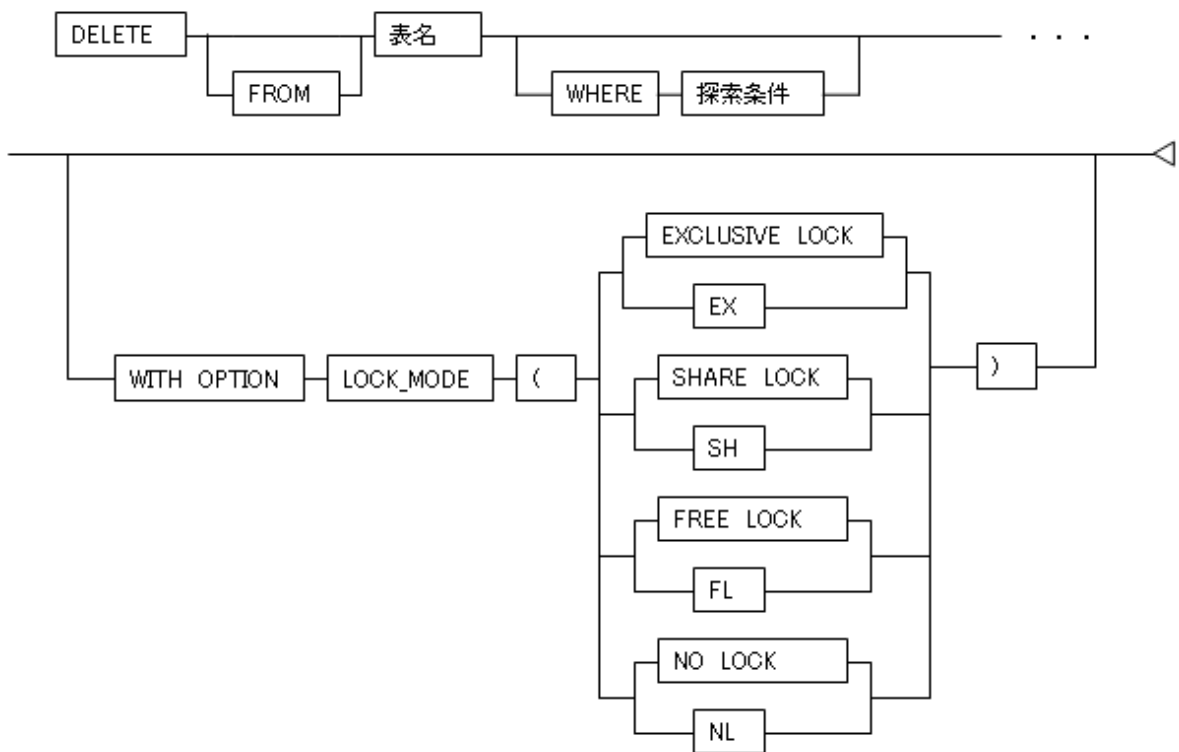 DELETE 表名 . . .
FROM WHERE 探索条件
EXCLUSIVE LOCK
EX
WITH OPTION LOCK_MODE ( SHARE LOCK )
SH
FREE LOCK
FL
NO LOCK
NL